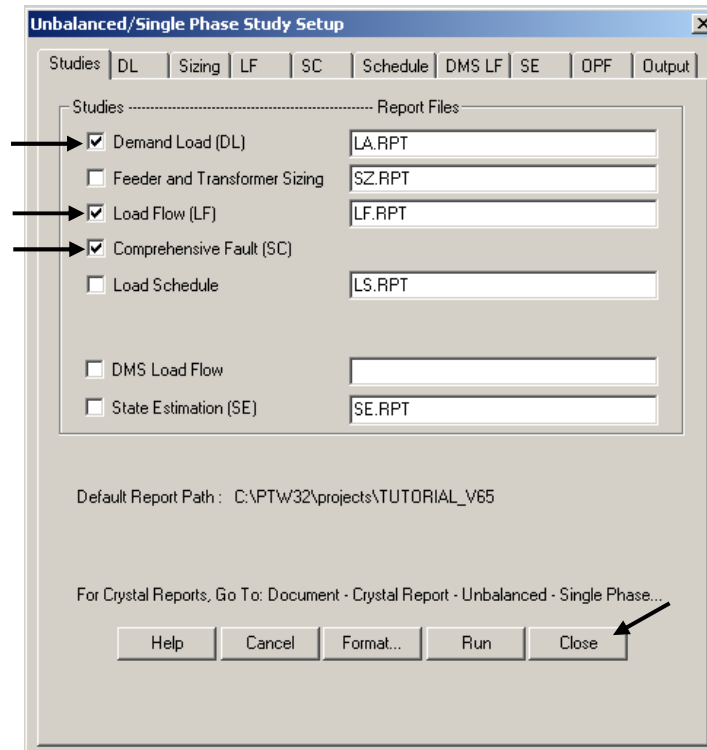 Unbalanced/Single Phase Study Setup
Studies DL Sizing LF SC Schedule DMS LF SE OPF Output
Studies ---------------------------------------------------- Report Files
Demand Load (DL) LA.RPT
Feeder and Transformer Sizing SZ.RPT
Load Flow (LF) LF.RPT
Comprehensive Fault (SC)
Load Schedule LS.RPT
DMS Load Flow
State Estimation (SE) SE.RPT
Default Report Path : C:\PTW32\projects\TUTORIAL_V65
For Crystal Reports, Go To: Document - Crystal Report - Unbalanced - Single Phase...
Help Cancel Format... Run Close